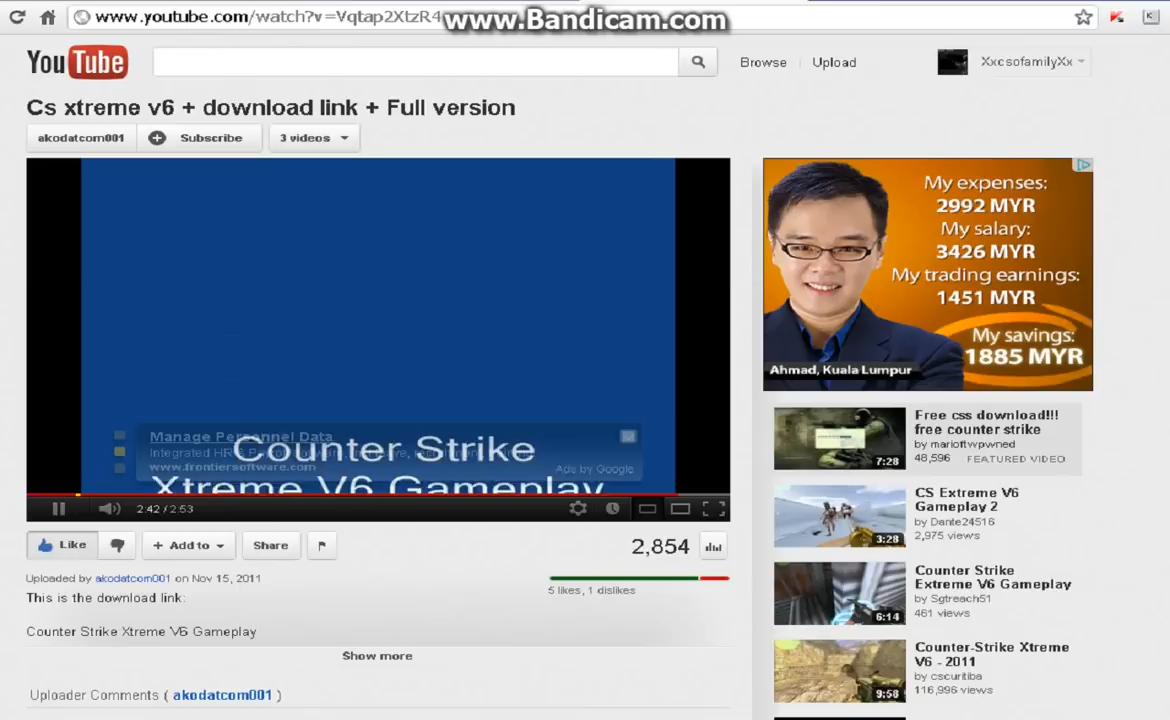 www.youtube.com/watch?v=Vqtap2XtzR4
www.Bandicam.com
YouTube
Browse
Upload
XxcsofamilyXx
Cs xtreme v6 + download link + Full version
akodatcom001
Subscribe
3 videos
Manage Personnel Data
www.frontiersoftware.com
Ads by Google
Counter Strike
Xtreme V6 Gameplay
2:42 / 2:53
Like
+ Add to
Share
2,854
Uploaded by akodatcom001 on Nov 15, 2011
5 likes, 1 dislikes
This is the download link:
Counter Strike Xtreme V6 Gameplay
Show more
Uploader Comments ( akodatcom001 )
My expenses:
2992 MYR
My salary:
3426 MYR
My trading earnings:
1451 MYR
My savings:
1885 MYR
Ahmad, Kuala Lumpur
7:28
Free css download!!!
free counter strike
by marioftwpwned
48,596 FEATURED VIDEO
3:28
CS Extreme V6
Gameplay 2
by Dante24516
2,975 views
6:14
Counter Strike
Extreme V6 Gameplay
by Sgtreach51
461 views
9:58
Counter-Strike Xtreme
V6 - 2011
by cscuritiba
116,996 views